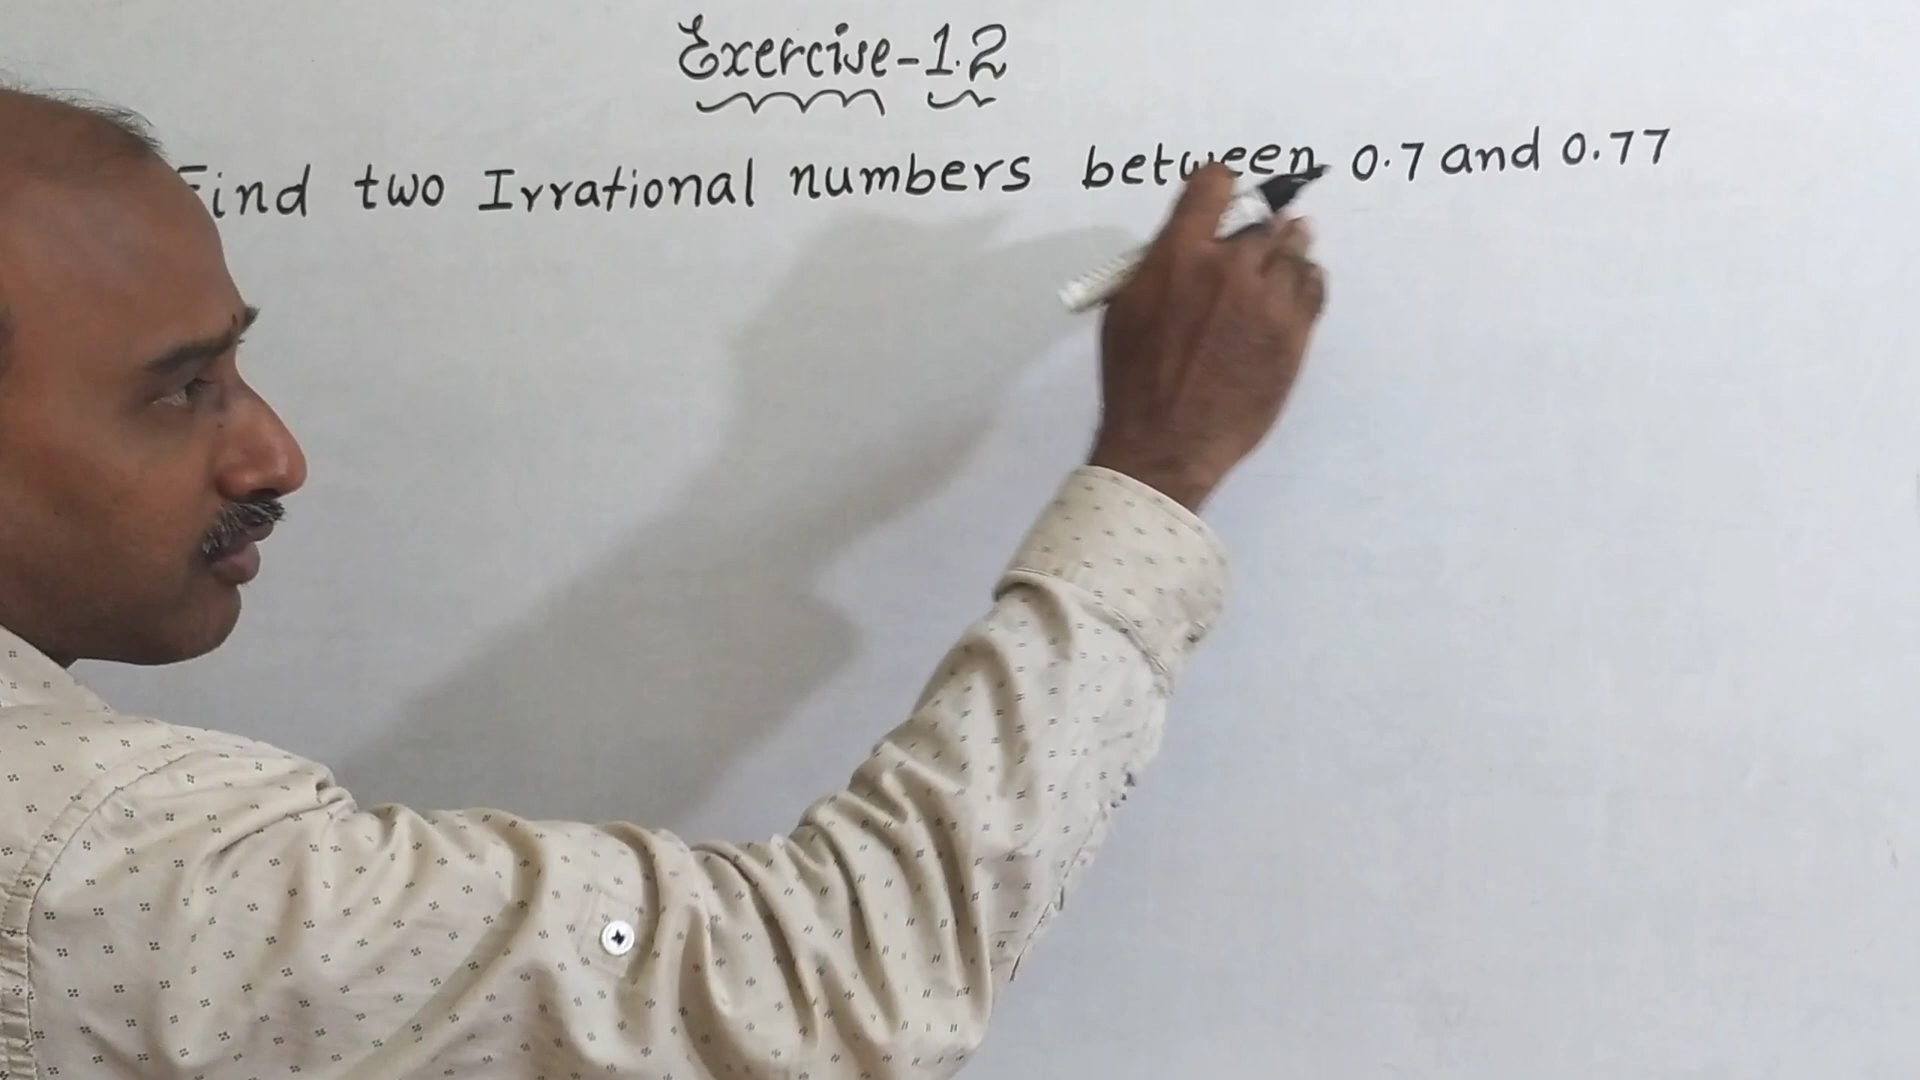 Exercise-1.2
Find two Irrational numbers between 0.7 and 0.77